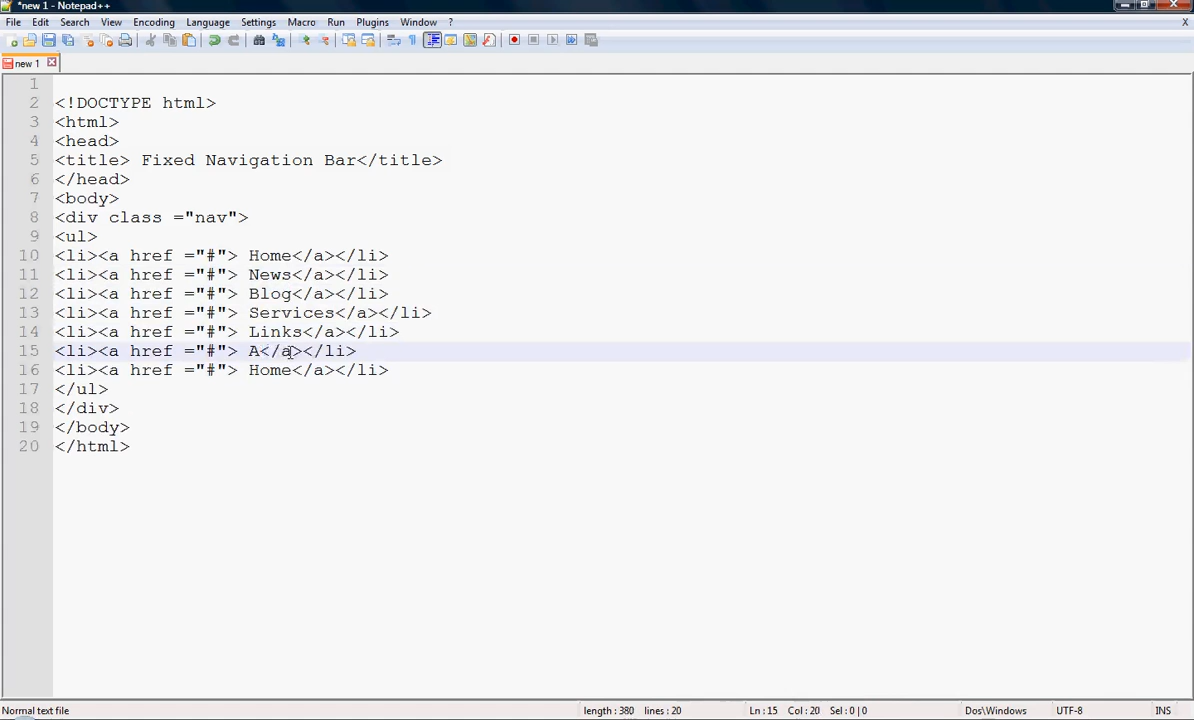 *new 1 - Notepad++
File Edit Search View Encoding Language Settings Macro Run Plugins Window ? X
new 1
1
2 <!DOCTYPE html>
3 <html>
4 <head>
5 <title> Fixed Navigation Bar</title>
6 </head>
7 <body>
8 <div class ="nav">
9 <ul>
10 <li><a href ="#"> Home</a></li>
11 <li><a href ="#"> News</a></li>
12 <li><a href ="#"> Blog</a></li>
13 <li><a href ="#"> Services</a></li>
14 <li><a href ="#"> Links</a></li>
15 <li><a href ="#"> A</a></li>
16 <li><a href ="#"> Home</a></li>
17 </ul>
18 </div>
19 </body>
20 </html>
Normal text file length : 380 lines : 20 Ln : 15 Col : 20 Sel : 0 | 0 Dos\Windows UTF-8 INS